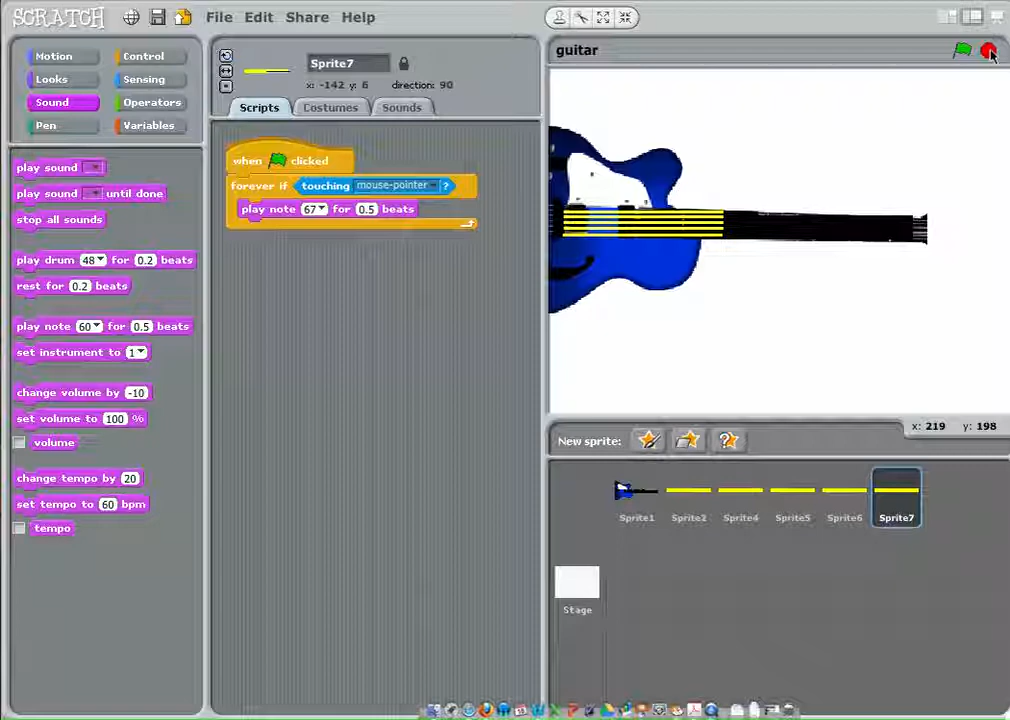 SCRATCH File Edit Share Help
Motion Control
Looks Sensing
Sound Operators
Pen Variables
play sound
play sound until done
stop all sounds
play drum 48 for 0.2 beats
rest for 0.2 beats
play note 60 for 0.5 beats
set instrument to 1
change volume by -10
set volume to 100 %
volume
change tempo by 20
set tempo to 60 bpm
tempo
Sprite7
x: -142 y: 6 direction: 90
Scripts Costumes Sounds
when clicked
forever if touching mouse-pointer ?
play note 67 for 0.5 beats
guitar
x: 219 y: 198
New sprite:
Sprite1 Sprite2 Sprite4 Sprite5 Sprite6 Sprite7
Stage